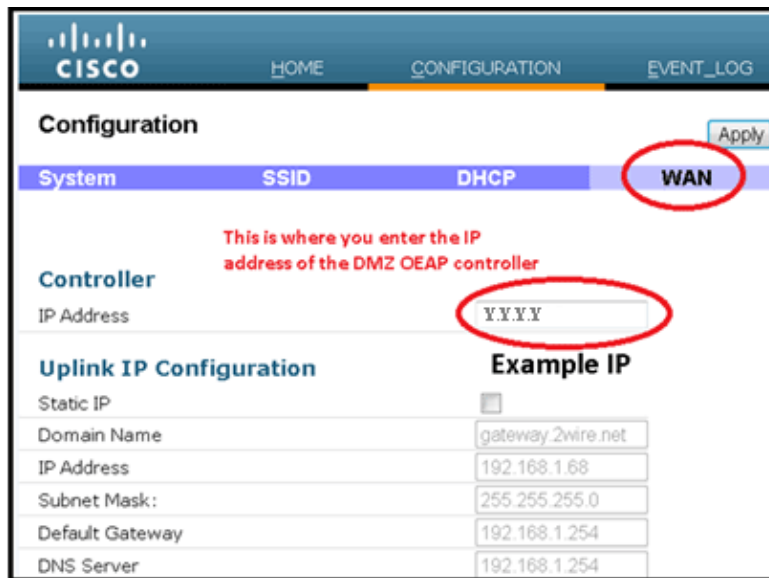 CISCO HOME CONFIGURATION EVENT_LOG
Configuration
Apply
System SSID DHCP WAN
This is where you enter the IP
address of the DMZ OEAP controller
Controller
IP Address Y.Y.Y.Y
Uplink IP Configuration Example IP
Static IP
Domain Name gateway.2wire.net
IP Address 192.168.1.68
Subnet Mask: 255.255.255.0
Default Gateway 192.168.1.254
DNS Server 192.168.1.254